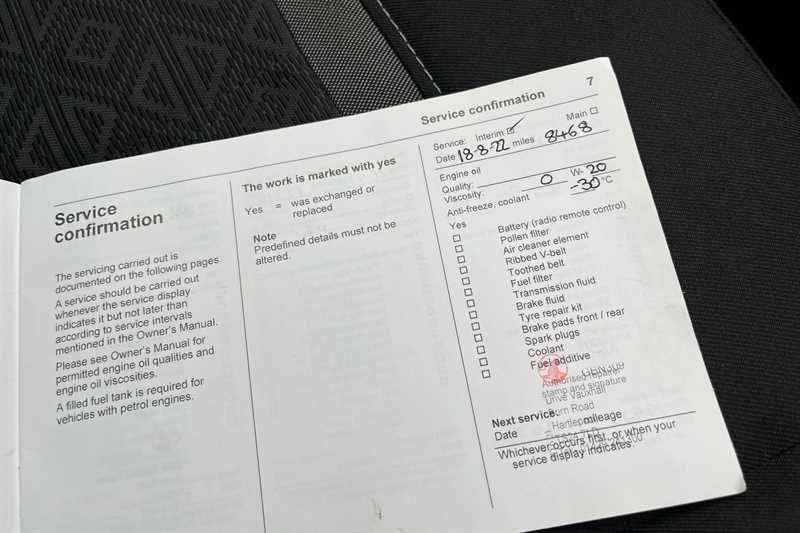 7
Service confirmation
Service
confirmation
The servicing carried out is
documented on the following pages.
A service should be carried out
whenever the service display
indicates it but not later than
according to service intervals
mentioned in the Owner's Manual.
Please see Owner's Manual for
permitted engine oil qualities and
engine oil viscosities.
A filled fuel tank is required for
vehicles with petrol engines.
The work is marked with yes
Yes = was exchanged or
replaced
Note
Predefined details must not be
altered.
Service: Interim ☑ Main ☐
Date 18-8-22 miles 8468
Engine oil
Quality:
Viscosity: 0 W-20
Anti-freeze, coolant -30 °C
Yes
☐ Battery (radio remote control)
☐ Pollen filter
☐ Air cleaner element
☐ Ribbed V-belt
☐ Toothed belt
☐ Fuel filter
☐ Transmission fluid
☐ Brake fluid
☐ Tyre repair kit
☐ Brake pads front / rear
☐ Spark plugs
☐ Coolant
☐ Fuel additive
Authorised repairer
stamp and signature
Drive Vauxhall
Burn Road
Hartlepool
Next service:
Date mileage
Whichever occurs first, or when your
service display indicates.